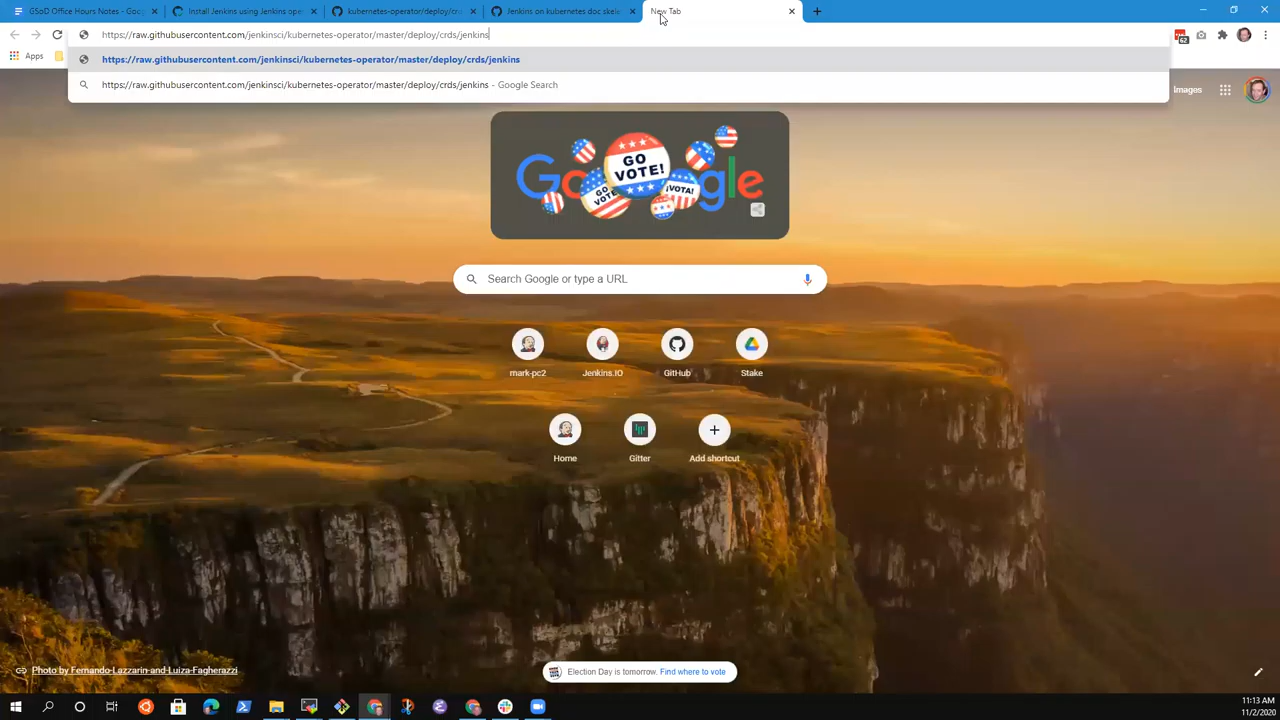 GSoD Office Hours Notes - Goo
Install Jenkins using Jenkins ope
kubernetes-operator/deploy/cr
Jenkins on kubernetes doc skele
New Tab
https://raw.githubusercontent.com/jenkinsci/kubernetes-operator/master/deploy/crds/jenkins
62
Apps
https://raw.githubusercontent.com/jenkinsci/kubernetes-operator/master/deploy/crds/jenkins
https://raw.githubusercontent.com/jenkinsci/kubernetes-operator/master/deploy/crds/jenkins - Google Search
Images
Google
GO VOTE!
GO VOTE!
¡VOTA!
Search Google or type a URL
mark-pc2
Jenkins.IO
GitHub
Stake
Home
Gitter
Add shortcut
Photo by Fernando-Lazzarin-and-Luiza-Fagherazzi
Election Day is tomorrow. Find where to vote
11:13 AM
11/2/2020